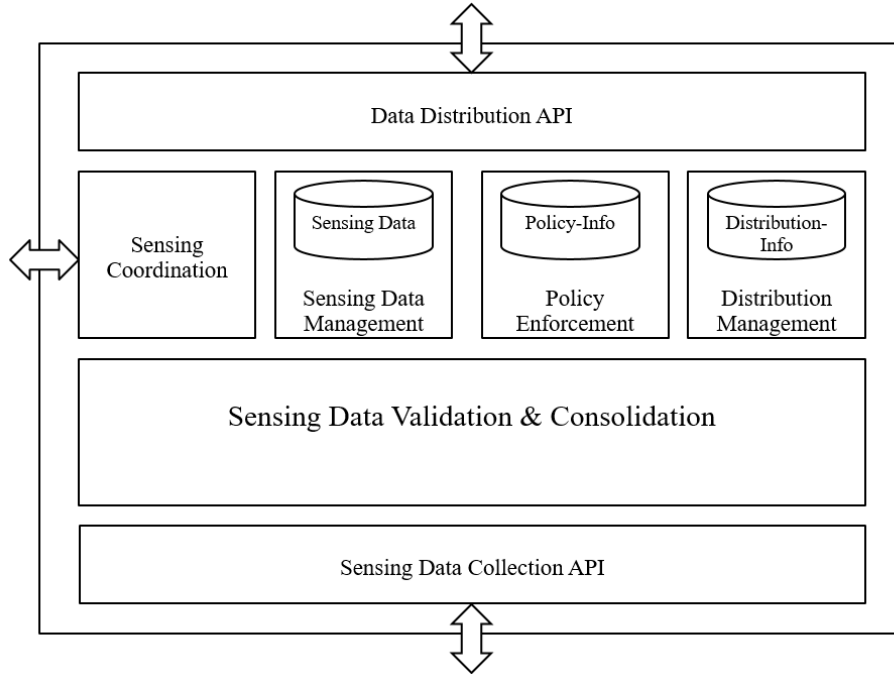 Data Distribution API
Sensing
Coordination
Sensing Data
Sensing Data
Management
Policy-Info
Policy
Enforcement
Distribution-
Info
Distribution
Management
Sensing Data Validation & Consolidation
Sensing Data Collection API